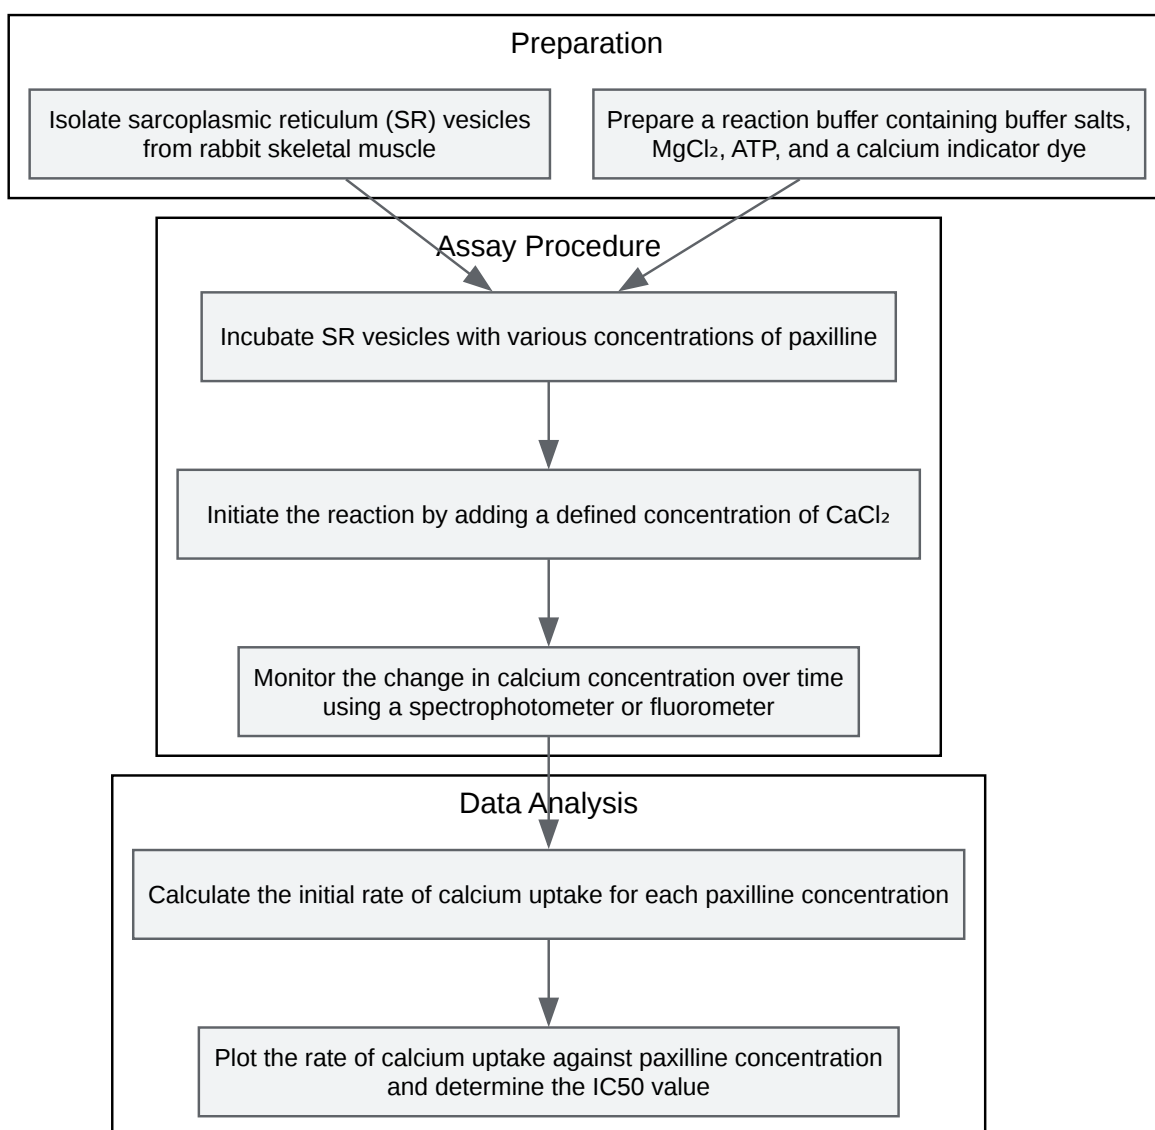 Preparation
Isolate sarcoplasmic reticulum (SR) vesicles
from rabbit skeletal muscle
Prepare a reaction buffer containing buffer salts,
MgCl₂, ATP, and a calcium indicator dye
Assay Procedure
Incubate SR vesicles with various concentrations of paxilline
Initiate the reaction by adding a defined concentration of CaCl₂
Monitor the change in calcium concentration over time
using a spectrophotometer or fluorometer
Data Analysis
Calculate the initial rate of calcium uptake for each paxilline concentration
Plot the rate of calcium uptake against paxilline concentration
and determine the IC50 value